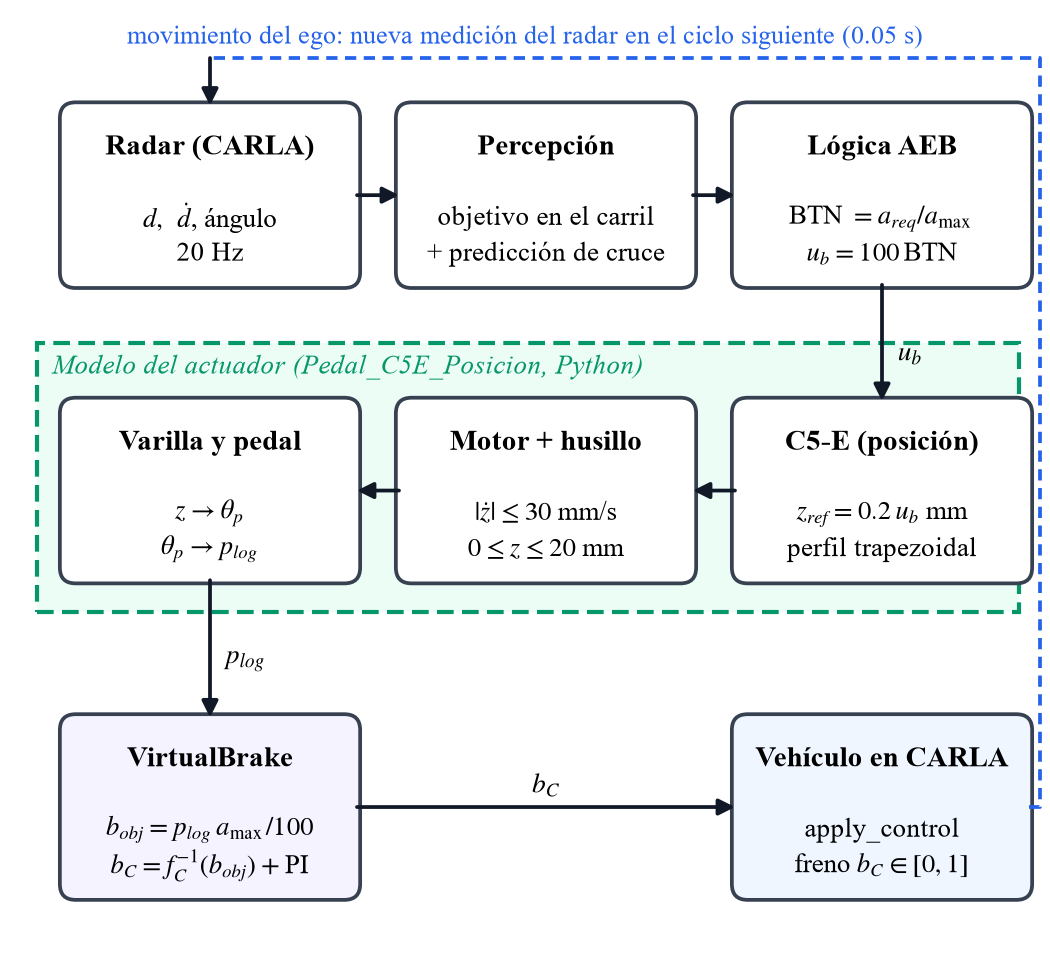 movimiento del ego: nueva medición del radar en el ciclo siguiente (0.05 s)
Radar (CARLA)
d, ḋ, ángulo
20 Hz
Percepción
objetivo en el carril
+ predicción de cruce
Lógica AEB
BTN = a_req/a_max
u_b = 100 BTN
u_b
Modelo del actuador (Pedal_C5E_Posicion, Python)
Varilla y pedal
z → θ_p
θ_p → p_log
Motor + husillo
|ż| ≤ 30 mm/s
0 ≤ z ≤ 20 mm
C5-E (posición)
z_ref = 0.2 u_b mm
perfil trapezoidal
p_log
VirtualBrake
b_obj = p_log a_max/100
b_C = f_C^{-1}(b_obj) + PI
b_C
Vehículo en CARLA
apply_control
freno b_C ∈ [0, 1]